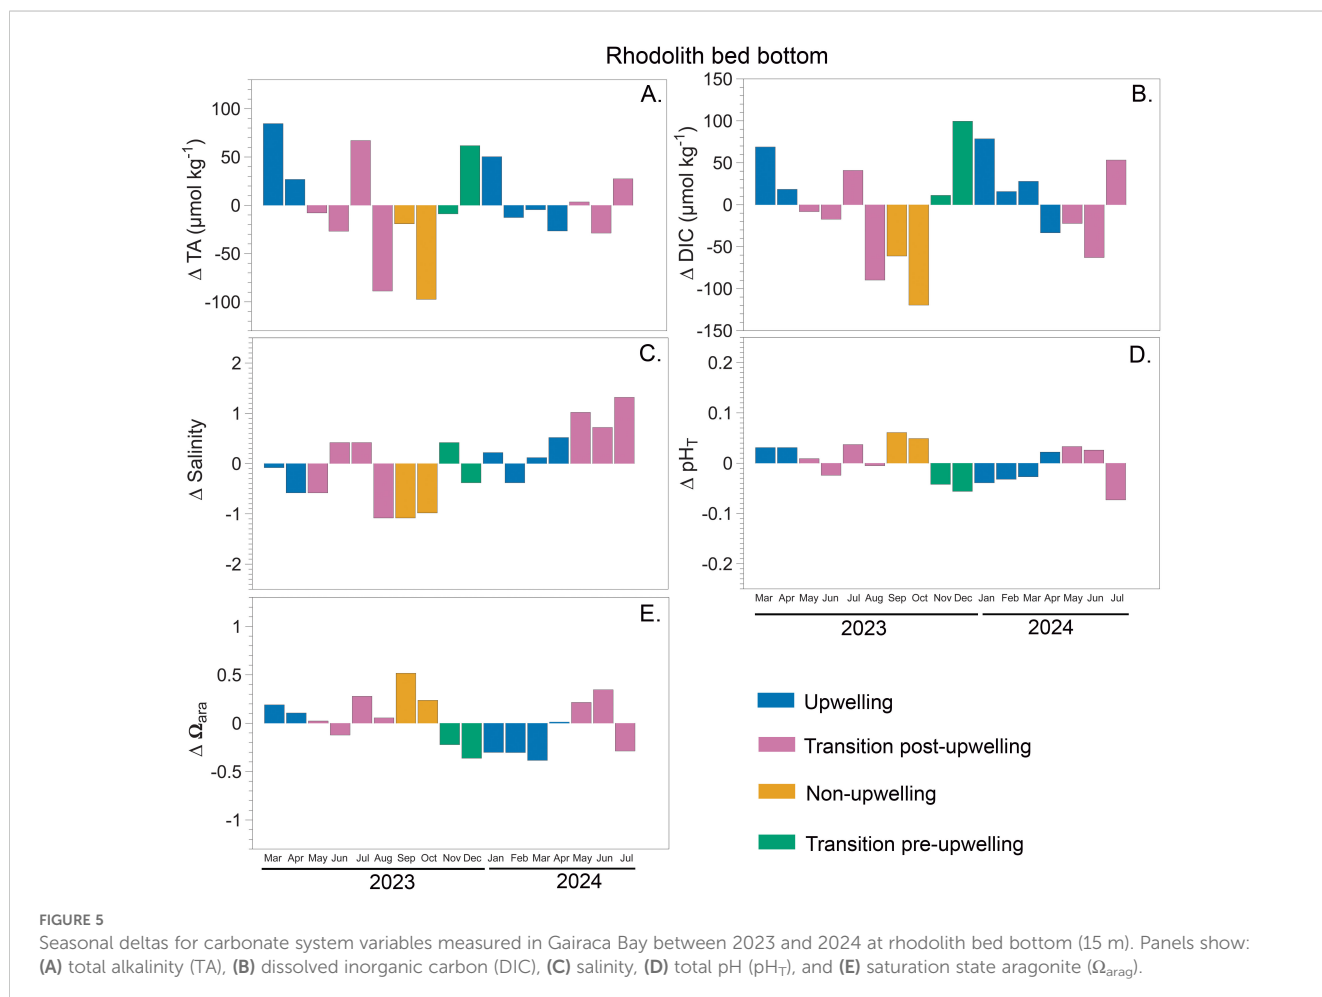 Rhodolith bed bottom
A.
Δ TA (µmol kg⁻¹)
100
50
0
-50
-100
B.
Δ DIC (µmol kg⁻¹)
150
100
50
0
-50
-100
-150
C.
Δ Salinity
2
1
0
-1
-2
D.
Δ pHT
0.2
0.1
0
-0.1
-0.2
Mar Apr May Jun Jul Aug Sep Oct Nov Dec Jan Feb Mar Apr May Jun Jul
2023 2024
E.
Δ Ωara
1
0.5
0
-0.5
-1
Mar Apr May Jun Jul Aug Sep Oct Nov Dec Jan Feb Mar Apr May Jun Jul
2023 2024
Upwelling
Transition post-upwelling
Non-upwelling
Transition pre-upwelling
FIGURE 5
Seasonal deltas for carbonate system variables measured in Gairaca Bay between 2023 and 2024 at rhodolith bed bottom (15 m). Panels show:
(A) total alkalinity (TA), (B) dissolved inorganic carbon (DIC), (C) salinity, (D) total pH (pHT), and (E) saturation state aragonite (Ωarag).